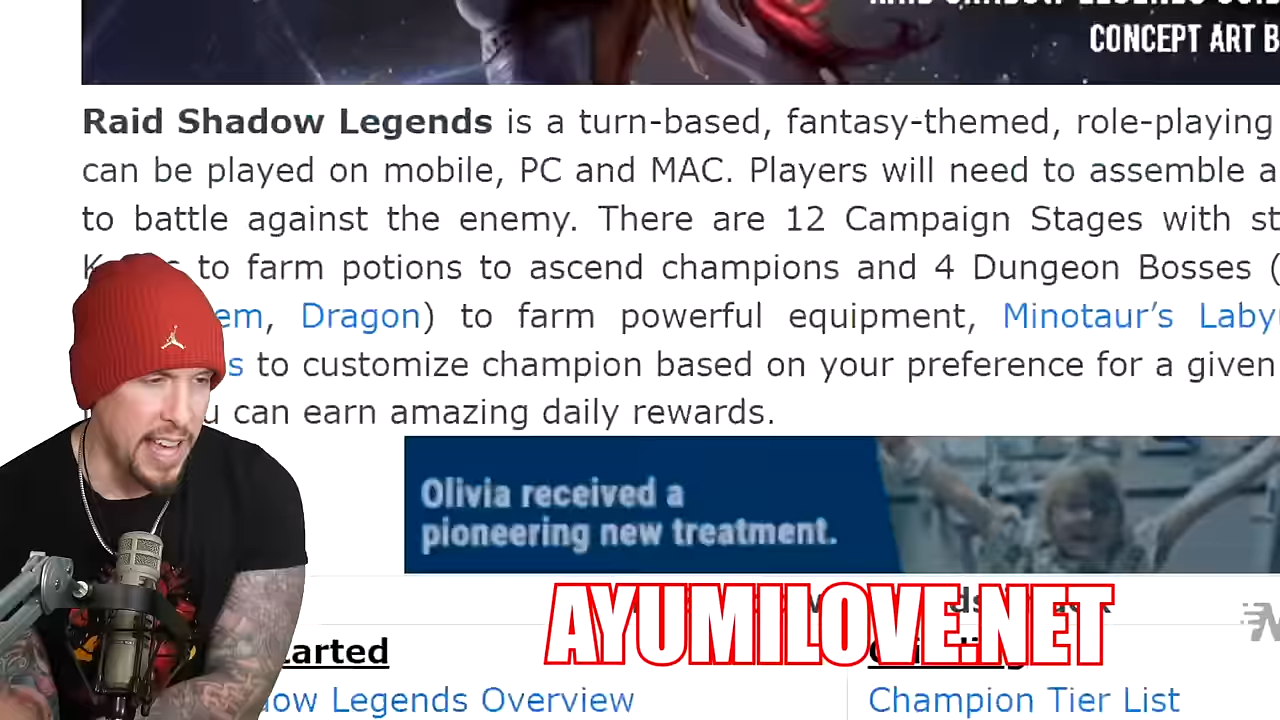 CONCEPT ART B
Raid Shadow Legends is a turn-based, fantasy-themed, role-playing
can be played on mobile, PC and MAC. Players will need to assemble a
to battle against the enemy. There are 12 Campaign Stages with st
to farm potions to ascend champions and 4 Dungeon Bosses (
em, Dragon) to farm powerful equipment, Minotaur's Laby
s to customize champion based on your preference for a given
u can earn amazing daily rewards.
Olivia received a
pioneering new treatment.
AYUMILOVE.NET
tarted
dow Legends Overview
Champion Tier List